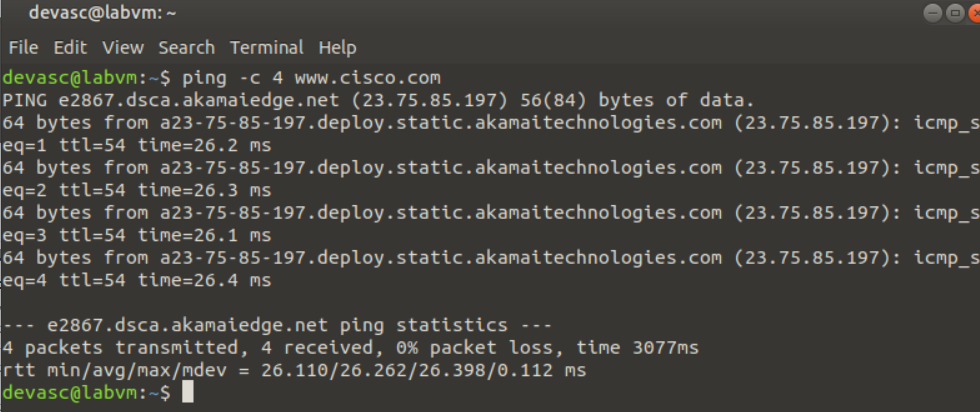 devasc@labvm: ~
File Edit View Search Terminal Help
devasc@labvm:~$ ping -c 4 www.cisco.com
PING e2867.dsca.akamaiedge.net (23.75.85.197) 56(84) bytes of data.
64 bytes from a23-75-85-197.deploy.static.akamaitechnologies.com (23.75.85.197): icmp_s
eq=1 ttl=54 time=26.2 ms
64 bytes from a23-75-85-197.deploy.static.akamaitechnologies.com (23.75.85.197): icmp_s
eq=2 ttl=54 time=26.3 ms
64 bytes from a23-75-85-197.deploy.static.akamaitechnologies.com (23.75.85.197): icmp_s
eq=3 ttl=54 time=26.1 ms
64 bytes from a23-75-85-197.deploy.static.akamaitechnologies.com (23.75.85.197): icmp_s
eq=4 ttl=54 time=26.4 ms
--- e2867.dsca.akamaiedge.net ping statistics ---
4 packets transmitted, 4 received, 0% packet loss, time 3077ms
rtt min/avg/max/mdev = 26.110/26.262/26.398/0.112 ms
devasc@labvm:~$